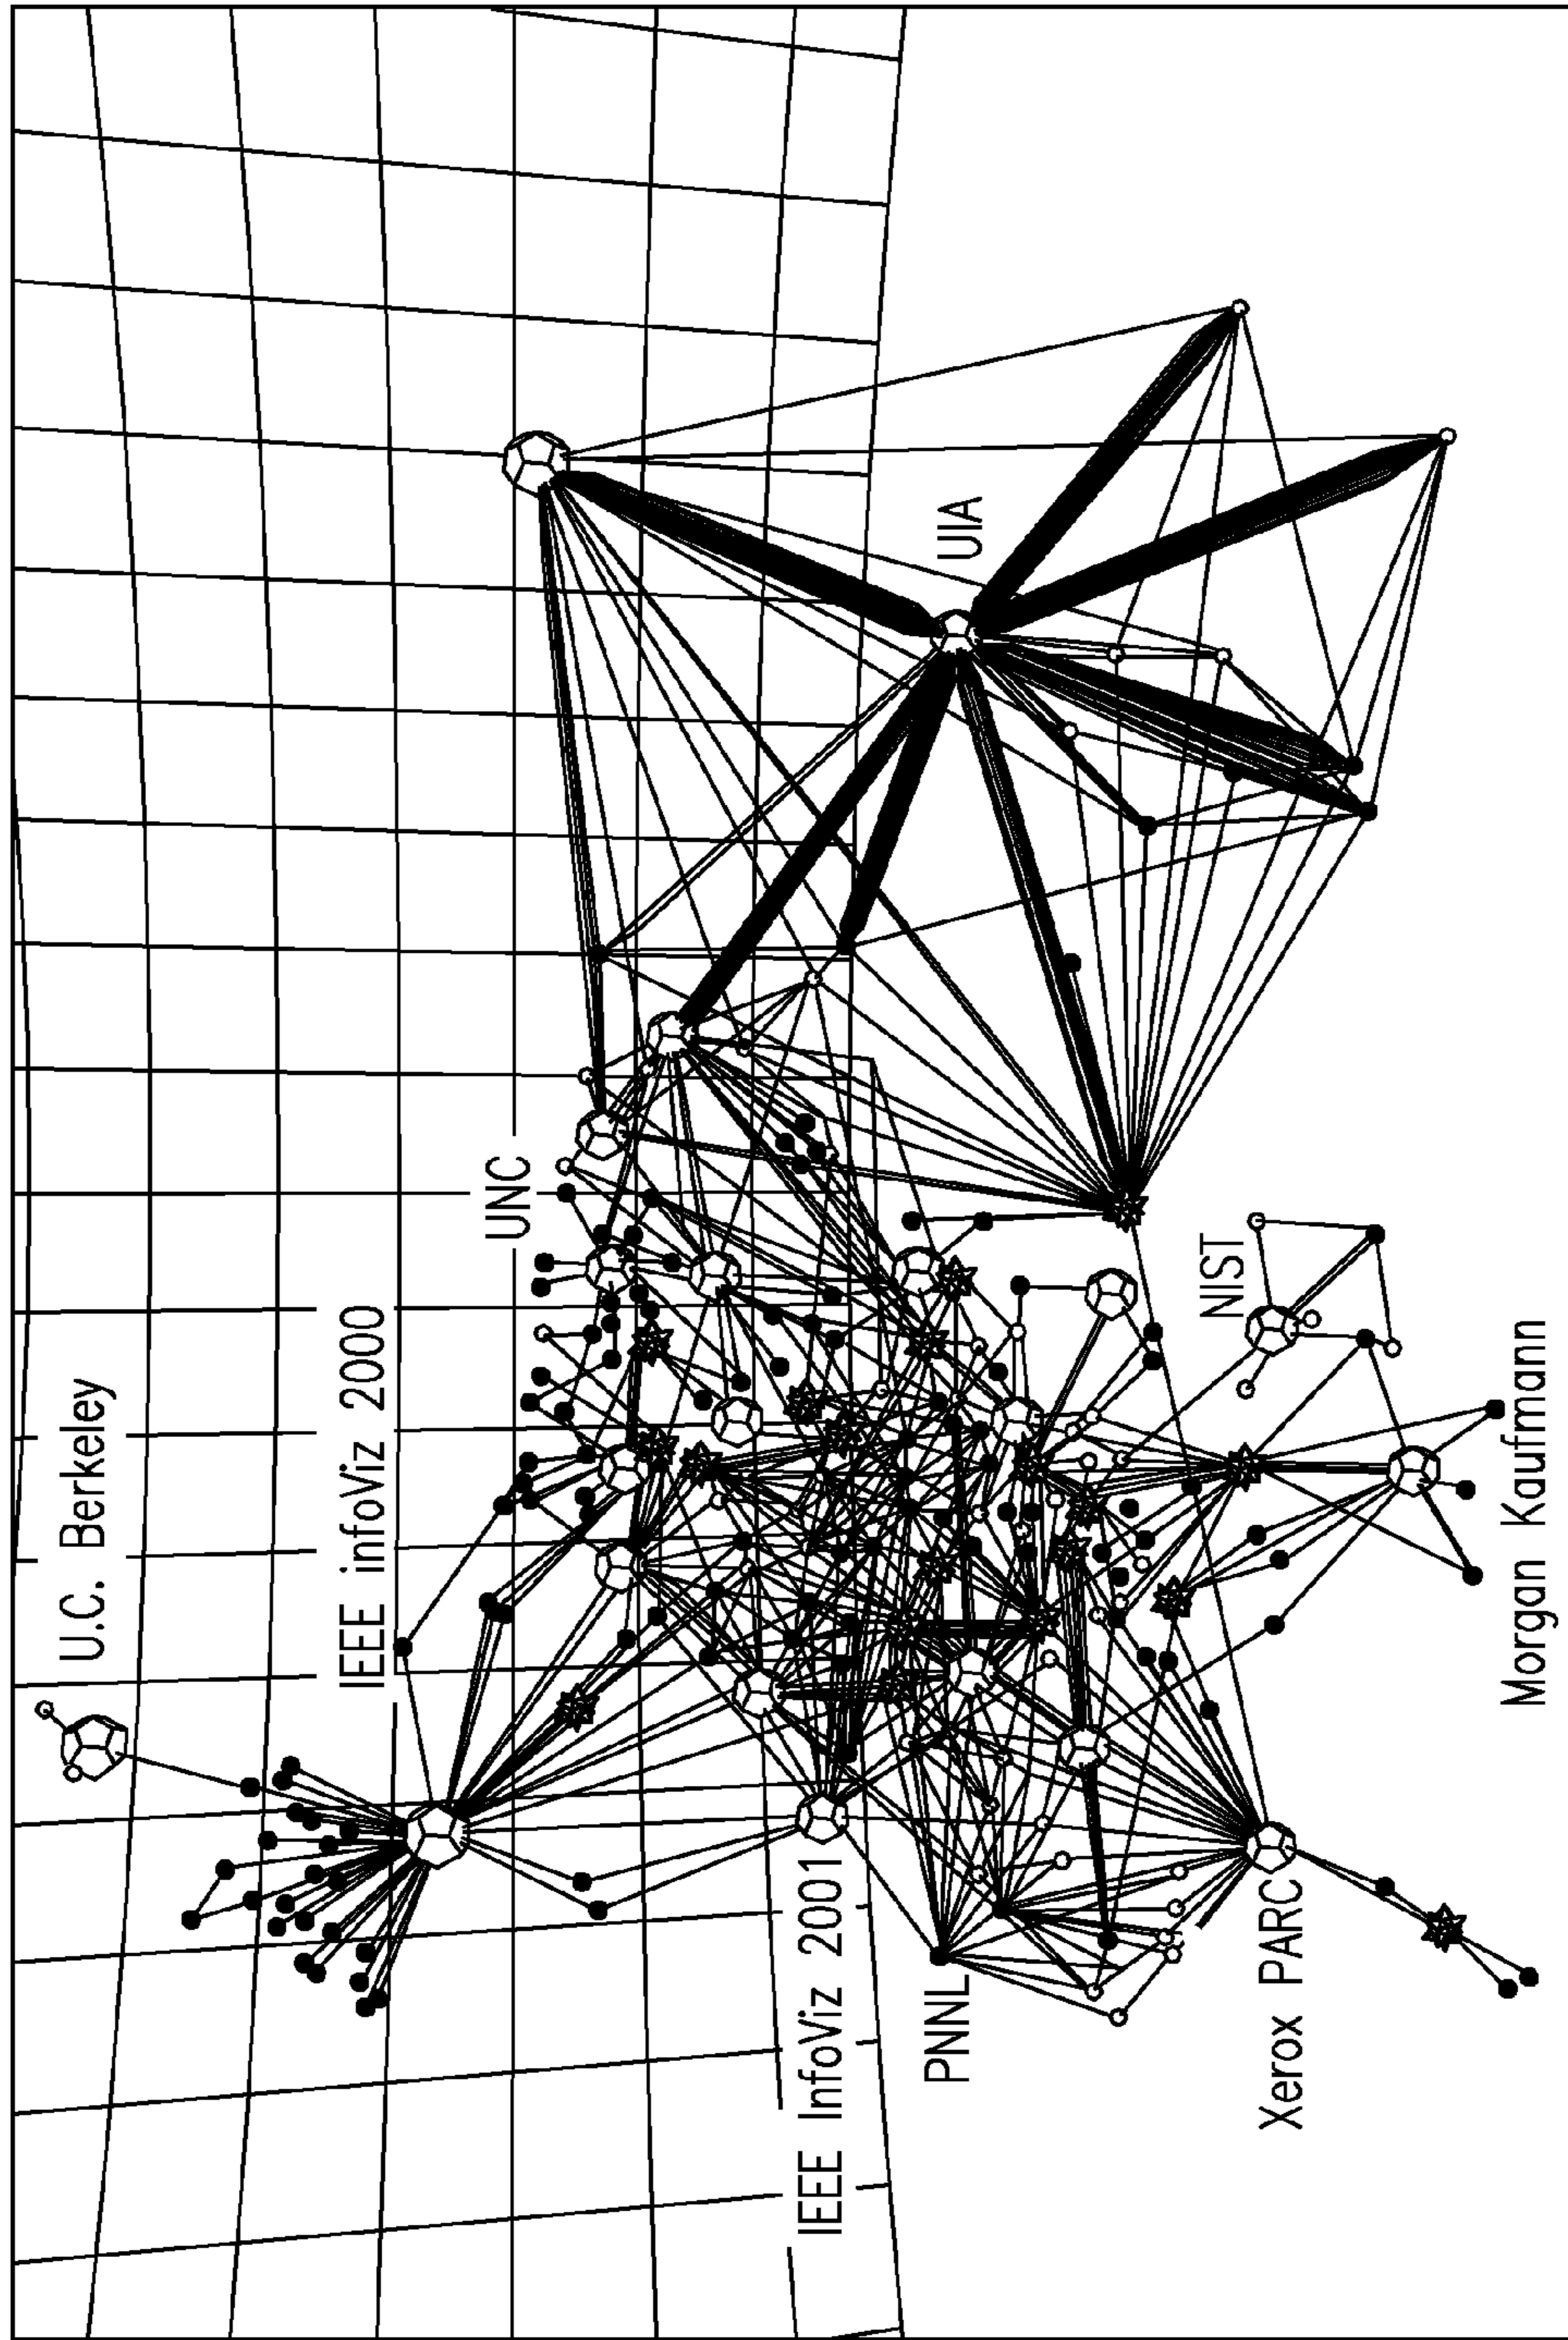 U.C. Berkeley
IEEE infoViz 2000
UNC
IEEE InfoViz 2001
PNNL
UIA
Xerox PARC
NIST
Morgan Kaufmann